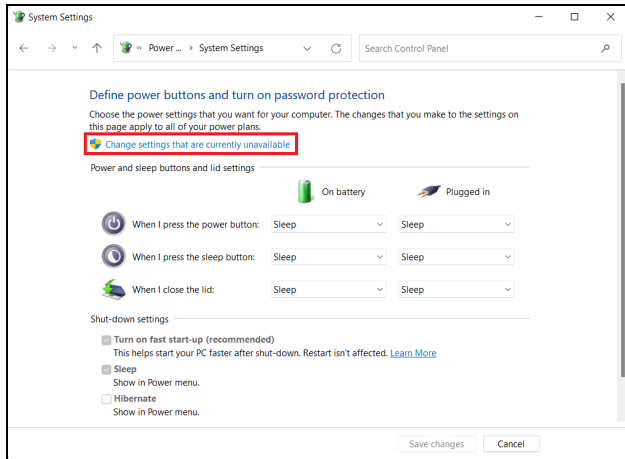 System Settings
« Power ... › System Settings
Search Control Panel
Define power buttons and turn on password protection
Choose the power settings that you want for your computer. The changes that you make to the settings on
this page apply to all of your power plans.
Change settings that are currently unavailable
Power and sleep buttons and lid settings
On battery Plugged in
When I press the power button: Sleep Sleep
When I press the sleep button: Sleep Sleep
When I close the lid: Sleep Sleep
Shut-down settings
Turn on fast start-up (recommended)
This helps start your PC faster after shut-down. Restart isn't affected. Learn More
Sleep
Show in Power menu.
Hibernate
Show in Power menu.
Save changes Cancel